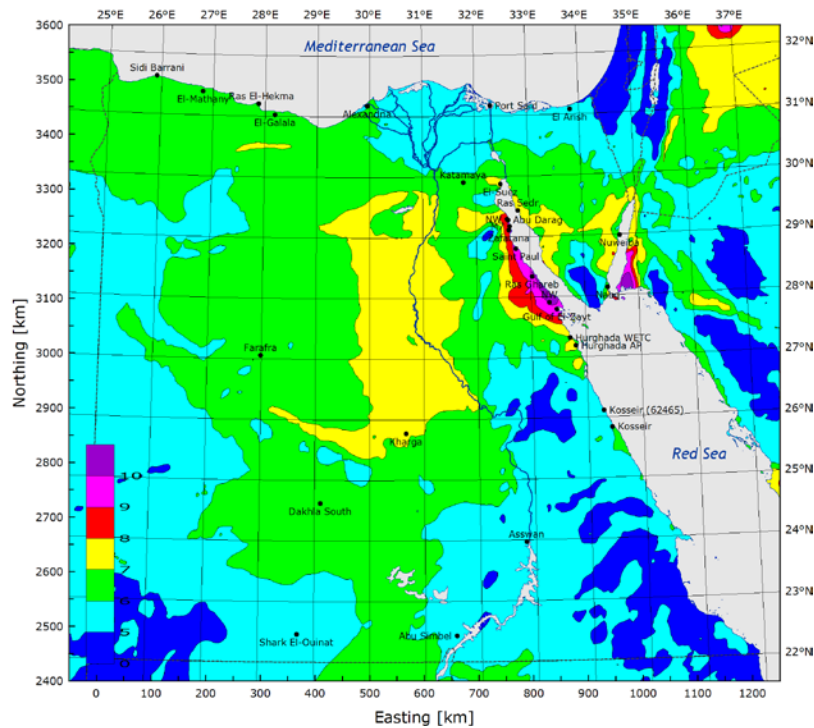 25°E 26°E 27°E 28°E 29°E 30°E 31°E 32°E 33°E 34°E 35°E 37°E
3600
3500
3400
3300
3200
3100
3000
2900
2800
2700
2600
2500
2400
Northing [km]
32°N
31°N
30°N
29°N
28°N
27°N
26°N
25°N
24°N
23°N
22°N
Mediterranean Sea
Sidi Barrani
El-Mathany
Ras El-Hekma
El-Galala
Alexandria
Port Said
El Arish
Katamaya
El-Suez
Ras Sedr
NW
Abu Darag
Zafarana
Saint Paul
Nuweiba
Ras Ghareb
Nabq
Gulf of El-Zayt
Hurghada WETC
Hurghada AP
Farafra
Kosseir (62465)
Kosseir
Kharga
Red Sea
Dakhla South
Asswan
Shark El-Ouinat
Abu Simbel
10
9
8
7
6
5
0
0 100 200 300 400 500 600 700 800 900 1000 1100 1200
Easting [km]